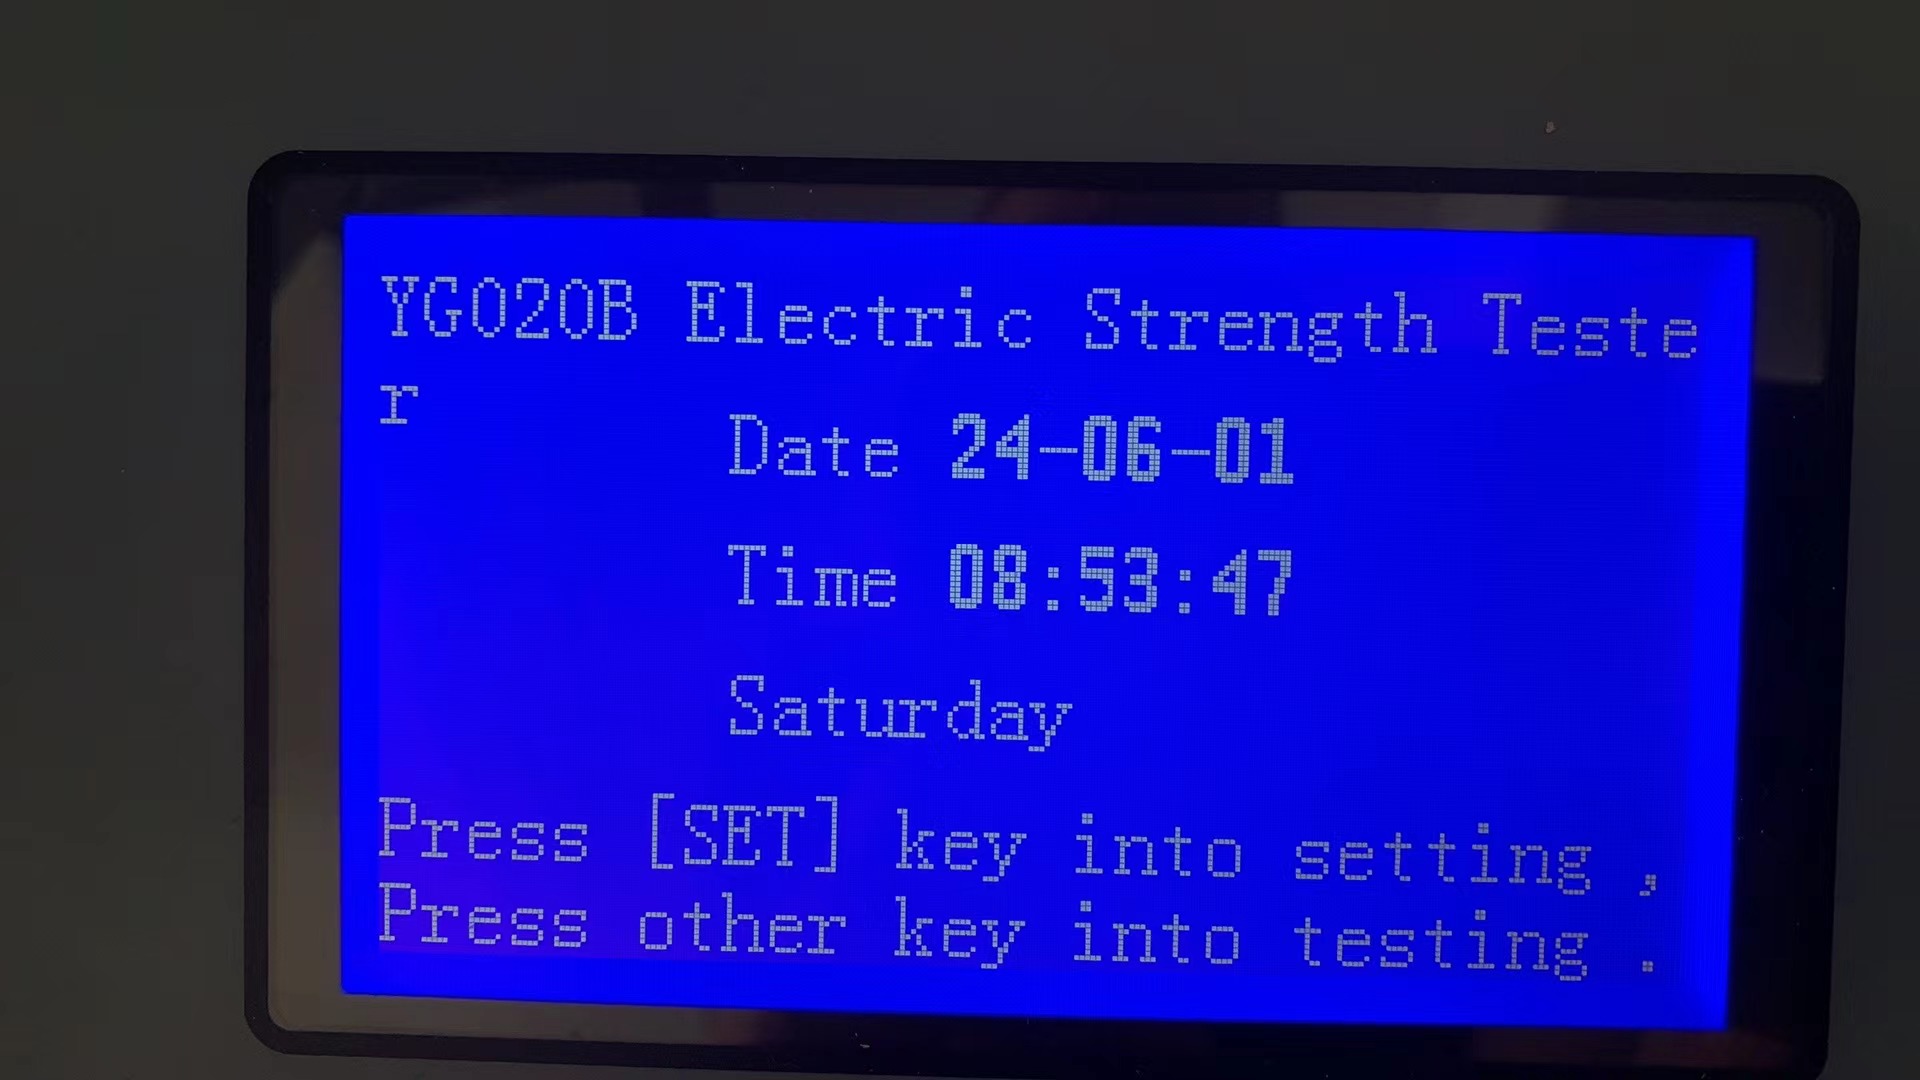 YG020B Electric Strength Teste
r
Date 24-06-01
Time 08:53:47
Saturday
Press [SET] key into setting ,
Press other key into testing .